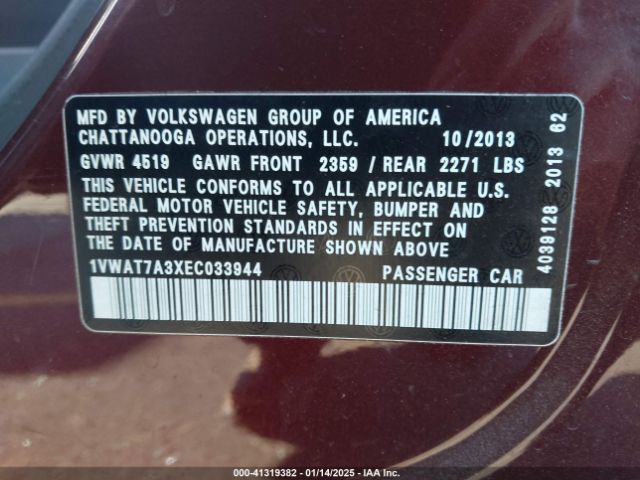 MFD BY VOLKSWAGEN GROUP OF AMERICA
CHATTANOOGA OPERATIONS, LLC. 10/2013
GVWR 4519 GAWR FRONT 2359 / REAR 2271 LBS
THIS VEHICLE CONFORMS TO ALL APPLICABLE U.S.
FEDERAL MOTOR VEHICLE SAFETY, BUMPER AND
THEFT PREVENTION STANDARDS IN EFFECT ON
THE DATE OF MANUFACTURE SHOWN ABOVE
1VWAT7A3XEC033944 PASSENGER CAR
4039128 2013 62
000-41319382 - 01/14/2025 - IAA Inc.